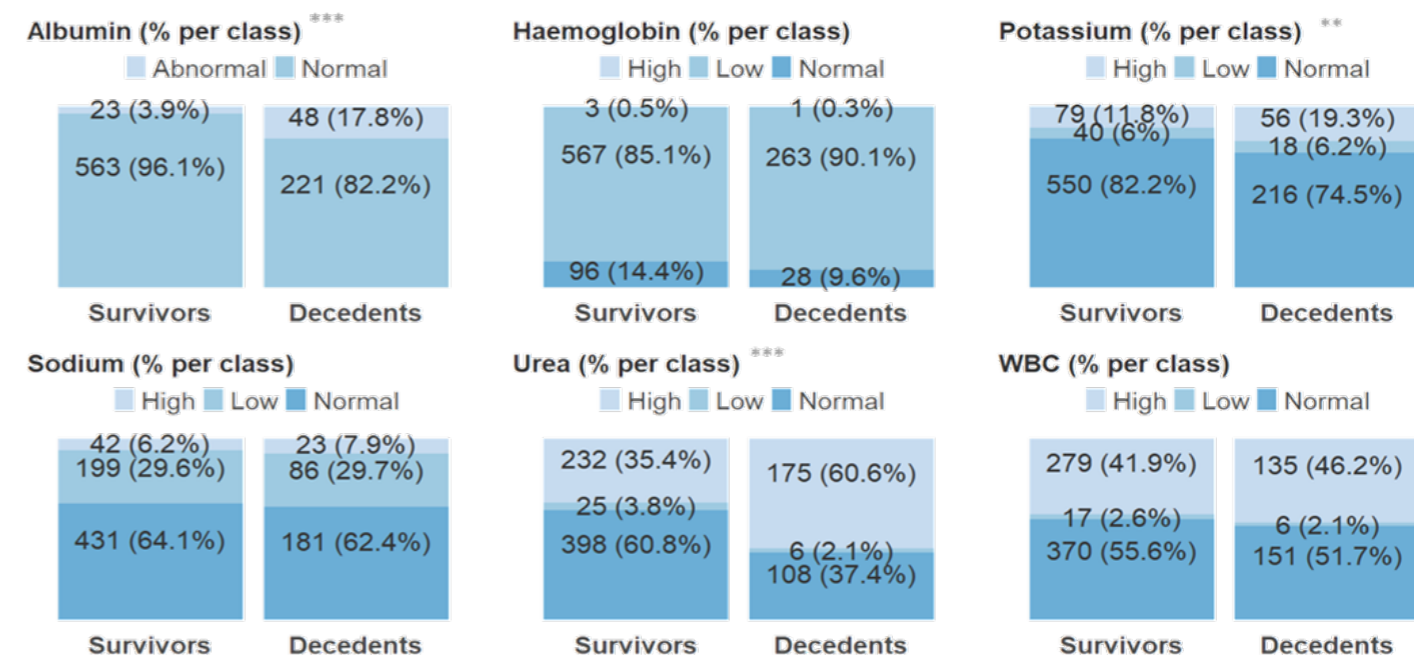 Albumin (% per class) ***
Abnormal Normal
23 (3.9%)
563 (96.1%)
48 (17.8%)
221 (82.2%)
Survivors Decedents
Haemoglobin (% per class)
High Low Normal
3 (0.5%)
567 (85.1%)
96 (14.4%)
1 (0.3%)
263 (90.1%)
28 (9.6%)
Survivors Decedents
Potassium (% per class) **
High Low Normal
79 (11.8%)
40 (6%)
550 (82.2%)
56 (19.3%)
18 (6.2%)
216 (74.5%)
Survivors Decedents
Sodium (% per class)
High Low Normal
42 (6.2%)
199 (29.6%)
431 (64.1%)
23 (7.9%)
86 (29.7%)
181 (62.4%)
Survivors Decedents
Urea (% per class) ***
High Low Normal
232 (35.4%)
25 (3.8%)
398 (60.8%)
175 (60.6%)
6 (2.1%)
108 (37.4%)
Survivors Decedents
WBC (% per class)
High Low Normal
279 (41.9%)
17 (2.6%)
370 (55.6%)
135 (46.2%)
6 (2.1%)
151 (51.7%)
Survivors Decedents